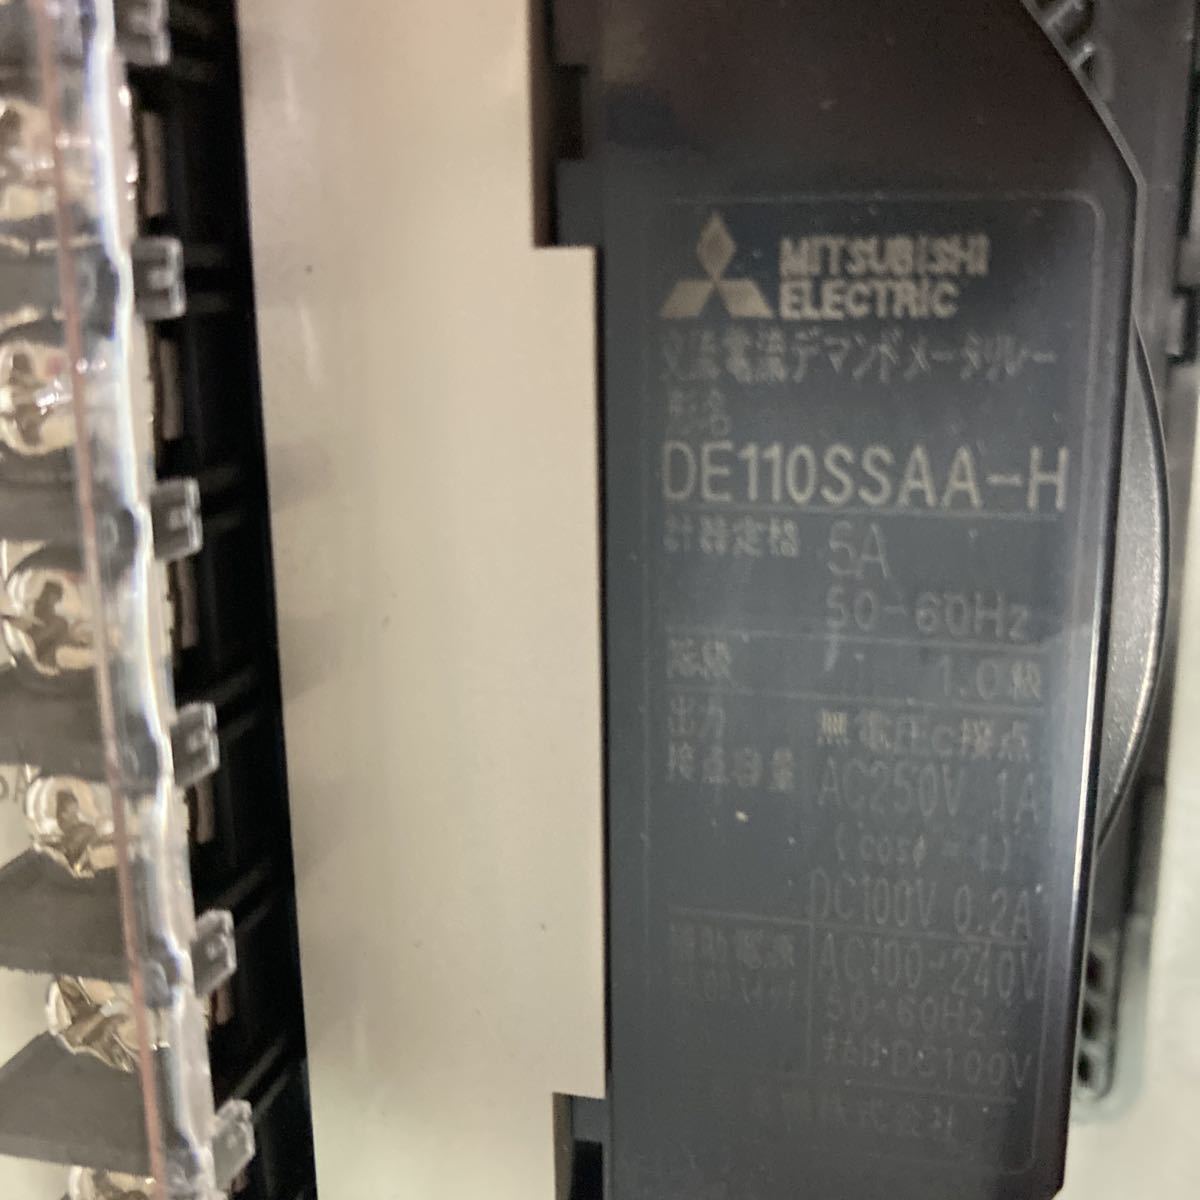 MITSUBISHI
ELECTRIC
交流電流デマンドメータリレー
形名
DE110SSAA-H
計器定格 5A
50-60Hz
階級 1.0級
出力 無電圧c接点
接点容量 AC250V 1A
(cosφ=1)
DC100V 0.2A
補助電源 AC100-240V
50-60Hz
またはDC100V